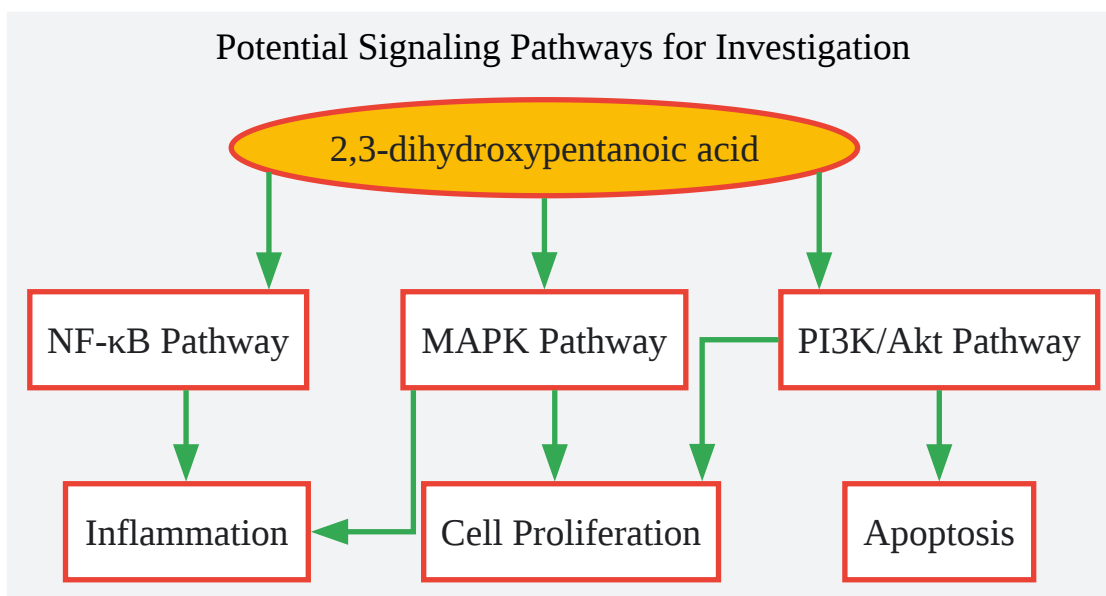 Potential Signaling Pathways for Investigation
2,3-dihydroxypentanoic acid
NF-κB Pathway
MAPK Pathway
PI3K/Akt Pathway
Inflammation
Cell Proliferation
Apoptosis